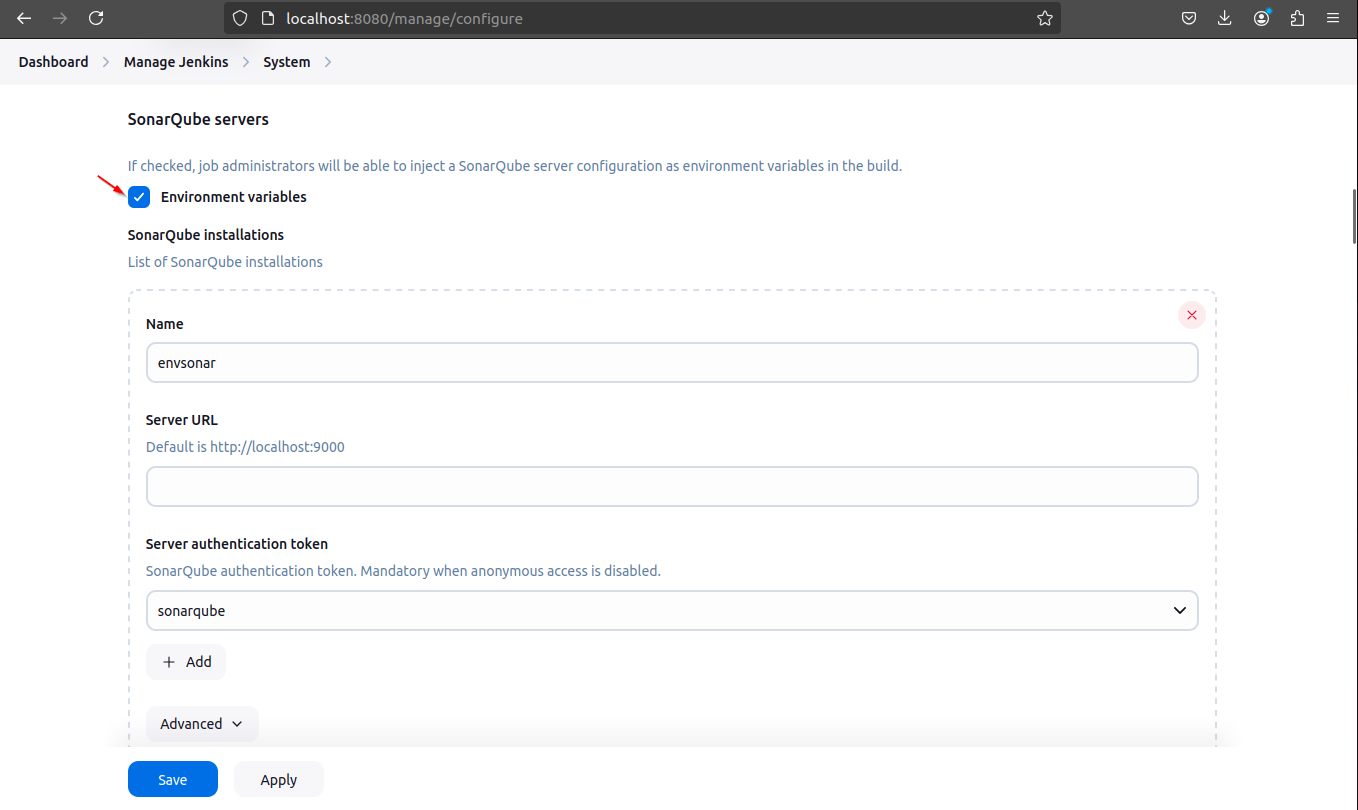 localhost:8080/manage/configure
Dashboard > Manage Jenkins > System >
SonarQube servers
If checked, job administrators will be able to inject a SonarQube server configuration as environment variables in the build.
Environment variables
SonarQube installations
List of SonarQube installations
Name
envsonar
Server URL
Default is http://localhost:9000
Server authentication token
SonarQube authentication token. Mandatory when anonymous access is disabled.
sonarqube
+ Add
Advanced
Save Apply